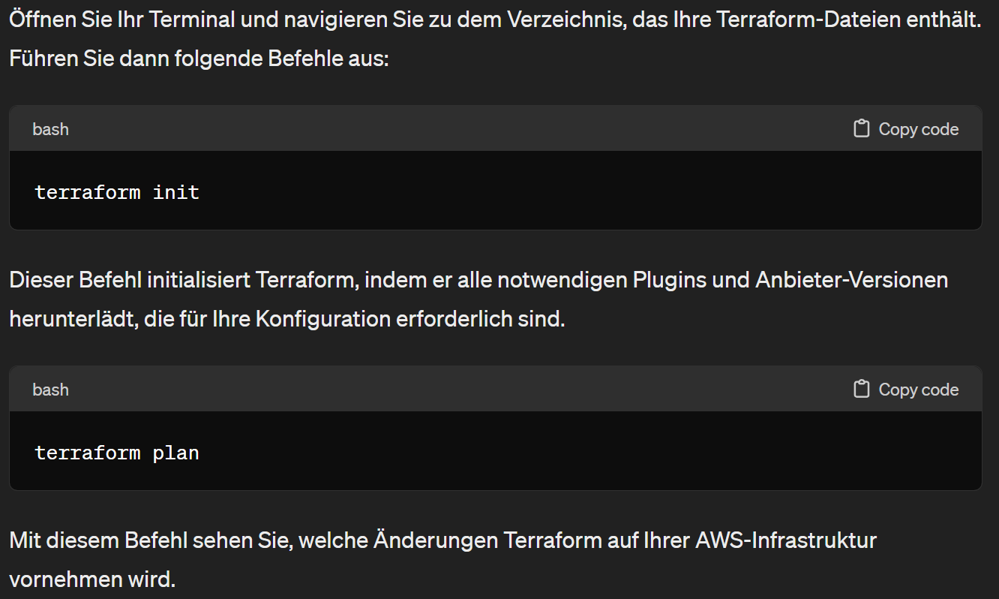 Öffnen Sie Ihr Terminal und navigieren Sie zu dem Verzeichnis, das Ihre Terraform-Dateien enthält.
Führen Sie dann folgende Befehle aus:
bash Copy code
terraform init
Dieser Befehl initialisiert Terraform, indem er alle notwendigen Plugins und Anbieter-Versionen
herunterlädt, die für Ihre Konfiguration erforderlich sind.
bash Copy code
terraform plan
Mit diesem Befehl sehen Sie, welche Änderungen Terraform auf Ihrer AWS-Infrastruktur
vornehmen wird.